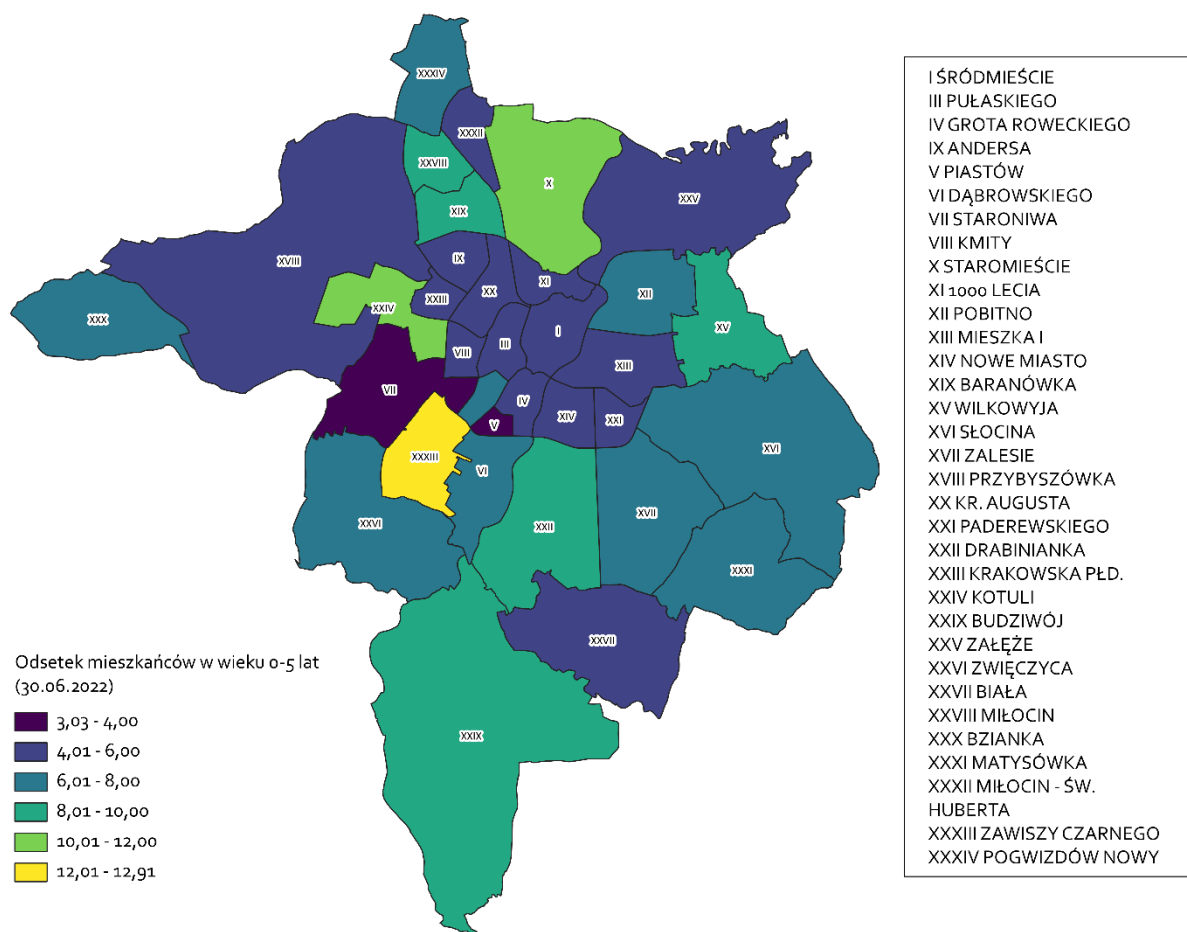 XXXIV
XXXII
XXVIII
X
XIX
XXV
XVIII
IX
XI
XX
XII
XXIII
XXIV
XXX
I
XV
III
VIII
VII
XIII
IV
XIV
XXI
V
XXXIII
VI
XVI
XXVI
XXII
XVII
XXXI
XXVII
XXIX
Odsetek mieszkańców w wieku 0-5 lat
(30.06.2022)
3,03 - 4,00
4,01 - 6,00
6,01 - 8,00
8,01 - 10,00
10,01 - 12,00
12,01 - 12,91
I ŚRÓDMIEŚCIE
III PUŁASKIEGO
IV GROTA ROWECKIEGO
IX ANDERSA
V PIASTÓW
VI DĄBROWSKIEGO
VII STARONIWA
VIII KMITY
X STAROMIEŚCIE
XI 1000 LECIA
XII POBITNO
XIII MIESZKA I
XIV NOWE MIASTO
XIX BARANÓWKA
XV WILKOWYJA
XVI SŁOCINA
XVII ZALESIE
XVIII PRZYBYSZÓWKA
XX KR. AUGUSTA
XXI PADEREWSKIEGO
XXII DRABINIANKA
XXIII KRAKOWSKA PŁD.
XXIV KOTULI
XXIX BUDZIWÓJ
XXV ZAŁĘŻE
XXVI ZWIĘCZYCA
XXVII BIAŁA
XXVIII MIŁOCIN
XXX BZIANKA
XXXI MATYSÓWKA
XXXII MIŁOCIN - ŚW.
HUBERTA
XXXIII ZAWISZY CZARNEGO
XXXIV POGWIZDÓW NOWY